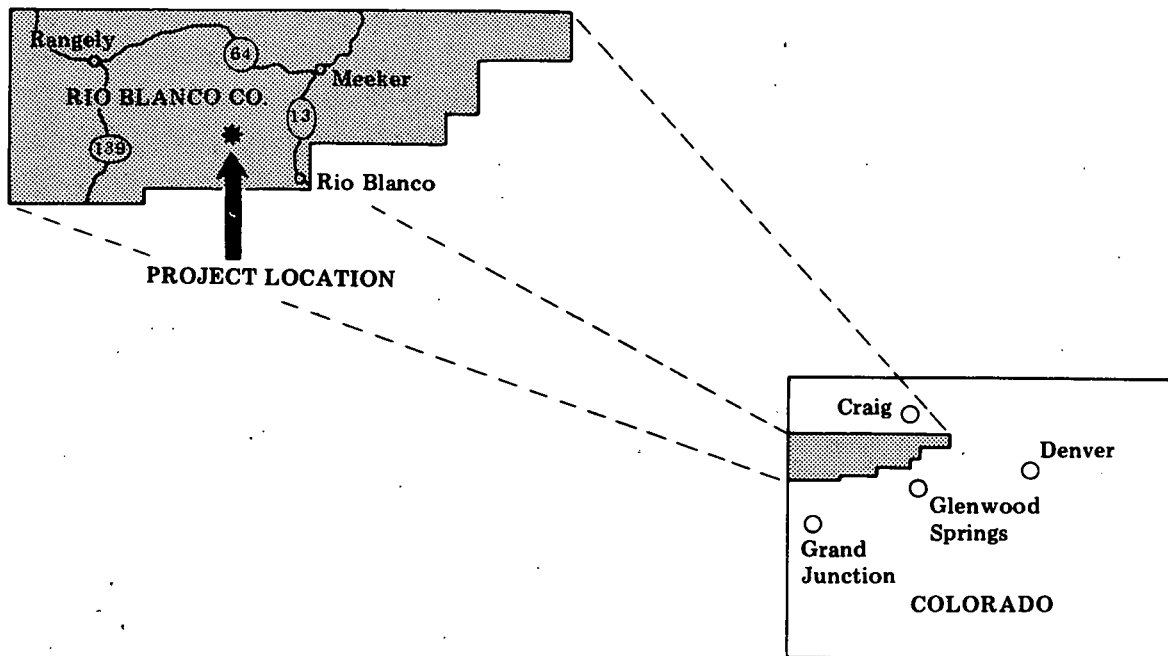 Rangely
64
Meeker
RIO BLANCO CO.
13
139
Rio Blanco
PROJECT LOCATION
Craig
Denver
Glenwood
Springs
Grand
Junction
COLORADO